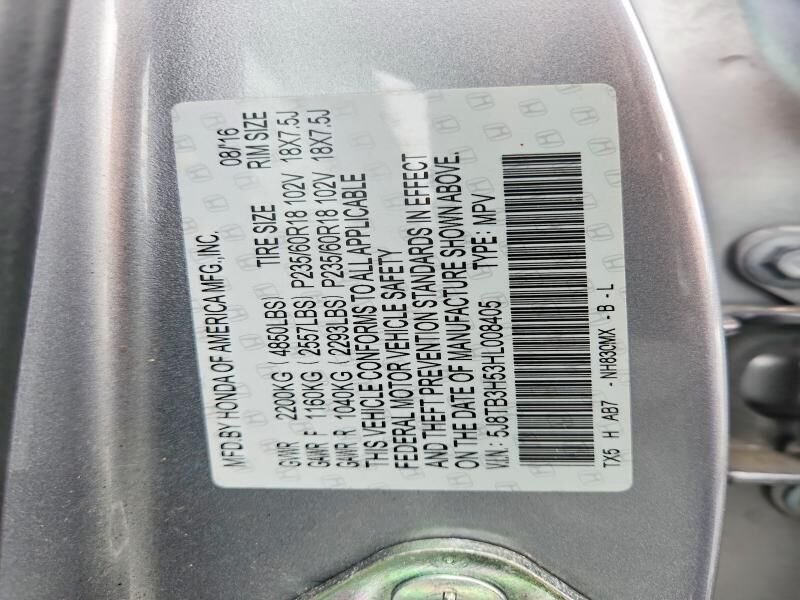 MFD.BY HONDA OF AMERICA MFG.,INC. 08/16
TIRE SIZE RIM SIZE
GVWR 2200KG (4850LBS)
GAWR F 1160KG (2557LBS) P235/60R18 102V 18X7.5J
GAWR R 1040KG (2293LBS) P235/60R18 102V 18X7.5J
THIS VEHICLE CONFORMS TO ALL APPLICABLE
FEDERAL MOTOR VEHICLE SAFETY
AND THEFT PREVENTION STANDARDS IN EFFECT
ON THE DATE OF MANUFACTURE SHOWN ABOVE.
V.I.N.: 5J8TB3H53HL008405 TYPE: MPV
TX5 H AB7 -NH830MX -B -L